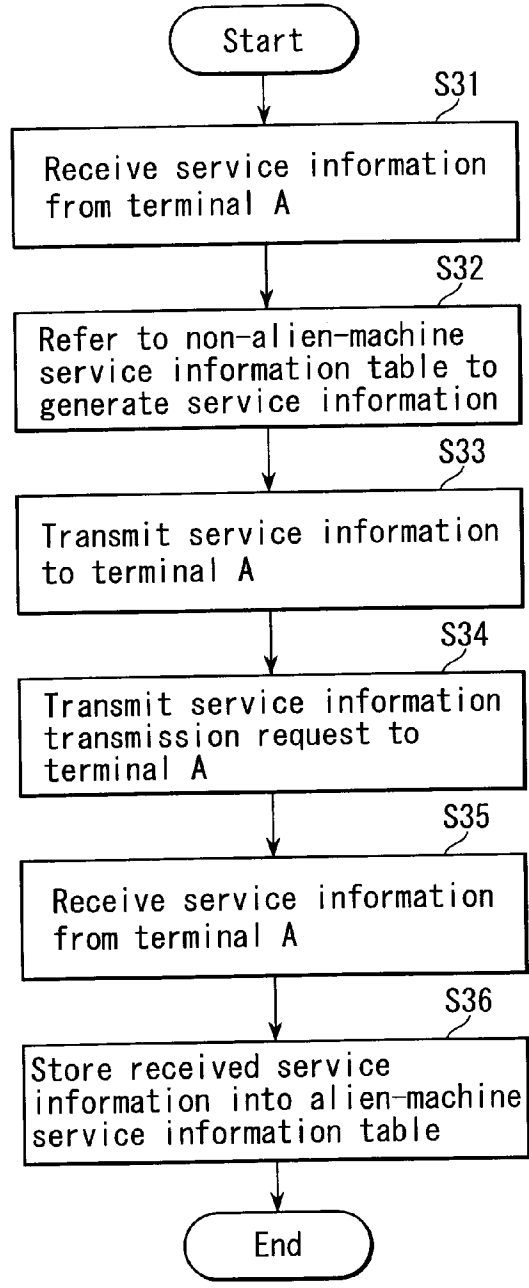 Start
S31
Receive service information
from terminal A
S32
Refer to non-alien-machine
service information table to
generate service information
S33
Transmit service information
to terminal A
S34
Transmit service information
transmission request to
terminal A
S35
Receive service information
from terminal A
S36
Store received service
information into alien-machine
service information table
End